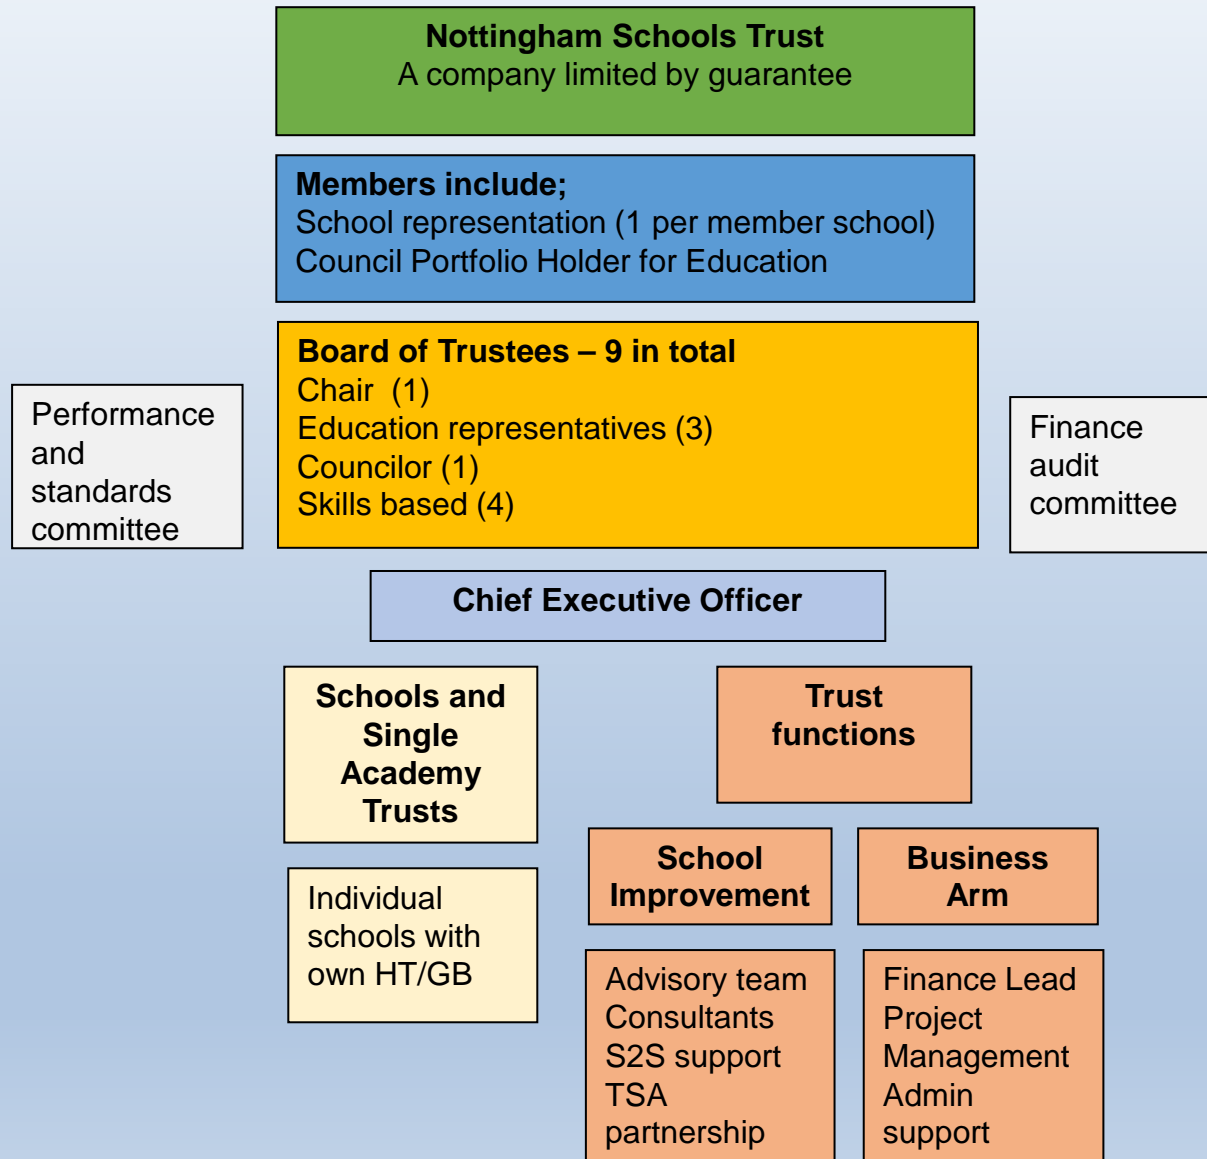 Nottingham Schools Trust
A company limited by guarantee
Members include;
School representation (1 per member school)
Council Portfolio Holder for Education
Board of Trustees – 9 in total
Chair (1)
Education representatives (3)
Councilor (1)
Skills based (4)
Performance
and
standards
committee
Finance
audit
committee
Chief Executive Officer
Schools and
Single
Academy
Trusts
Trust
functions
Individual
schools with
own HT/GB
School
Improvement
Business
Arm
Advisory team
Consultants
S2S support
TSA
partnership
Finance Lead
Project
Management
Admin
support